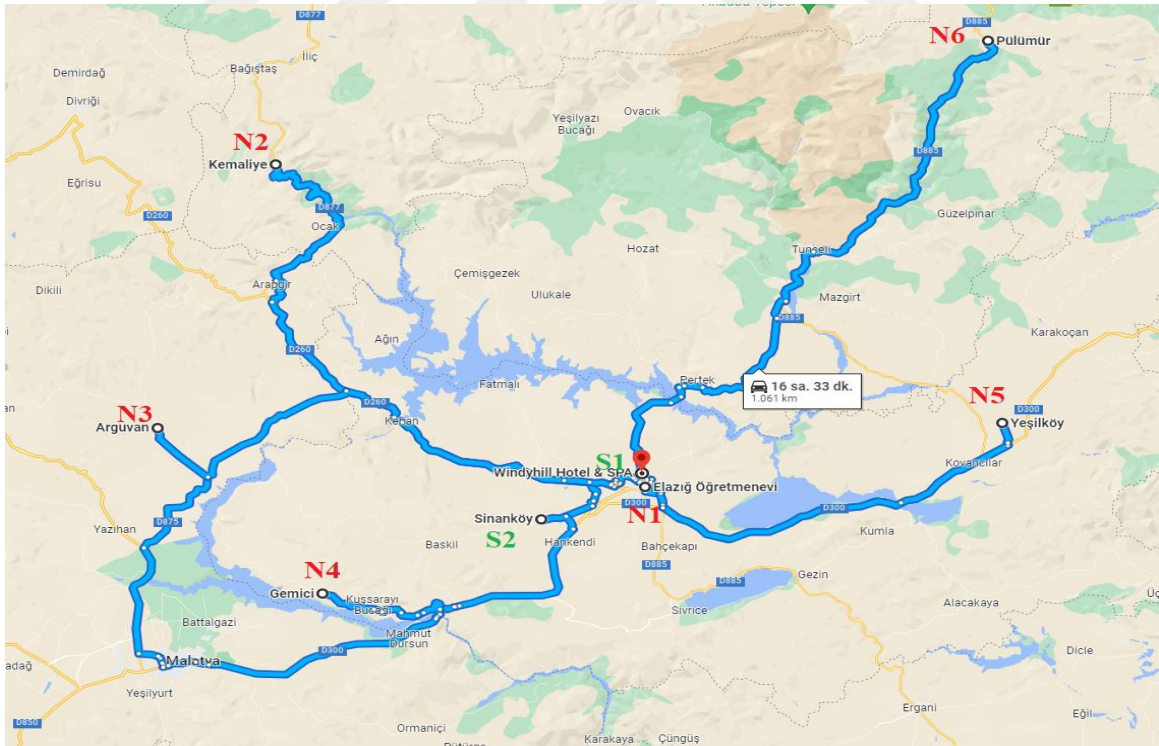 D877
D885
N6
Pülümür
İliç
Demirdağ
Bağıştaş
Divriği
Ovacık
Yeşilyazı
Bucağı
N2
Kemaliye
D885
Eğrisu
D877
Güzelpınar
D260
Ocak
Hozat
Tunceli
Çemişgezek
Dikili
Arapgir
Ulukale
Mazgirt
D885
Karakoçan
Ağın
D260
Fatmalı
Pertek
16 sa. 33 dk.
1.061 km
N5
N3
D260
D300
Arguvan
Keban
Yeşilköy
S1
Kovancılar
Windyhill Hotel & SPA
Elazığ Öğretmenevi
D300
N1
D300
Yazıhan
D875
Sinanköy
Kumla
S2
Baskil
Hankendi
Bahçekapı
D885
N4
Gezin
D885
Gemici
Kuşsarayı
Bucağı
Sivrice
Alacakaya
Battalgazi
Mahmut
Dursun
D300
Dicle
Malatya
Yeşilyurt
Ergani
Eğil
D850
Ormaniçi
Karakaya
Çüngüş